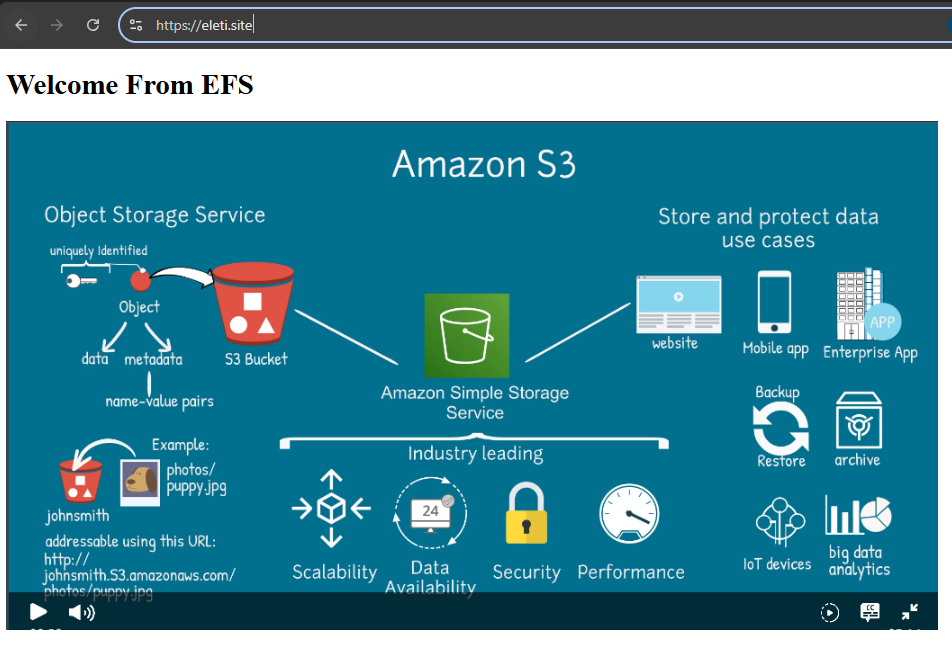 https://eleti.site
Welcome From EFS
Amazon S3
Object Storage Service
uniquely Identified
Object
data metadata
name-value pairs
S3 Bucket
Example:
photos/
puppy.jpg
johnsmith
addressable using this URL:
http://
johnsmith.S3.amazonaws.com/
photos/puppy.jpg
Amazon Simple Storage
Service
Industry leading
24
Scalability
Data
Availability
Security
Performance
Store and protect data
use cases
website
Mobile app
APP
Enterprise App
Backup
Restore
archive
IoT devices
big data
analytics
CC